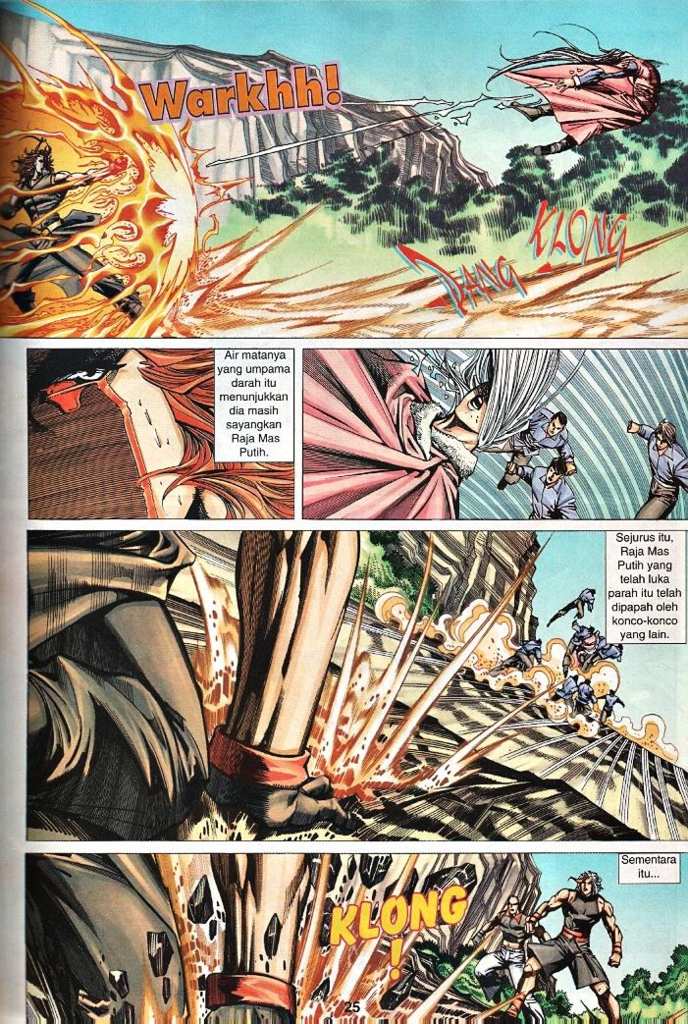 Warkhh!
KLONG
DANG
Air matanya
yang umpama
darah itu
menunjukkan
dia masih
sayangkan
Raja Mas
Putih.
Sejurus itu,
Raja Mas
Putih yang
telah luka
parah itu telah
dipapah oleh
konco-konco
yang lain.
Sementara
itu...
KLONG
!
25